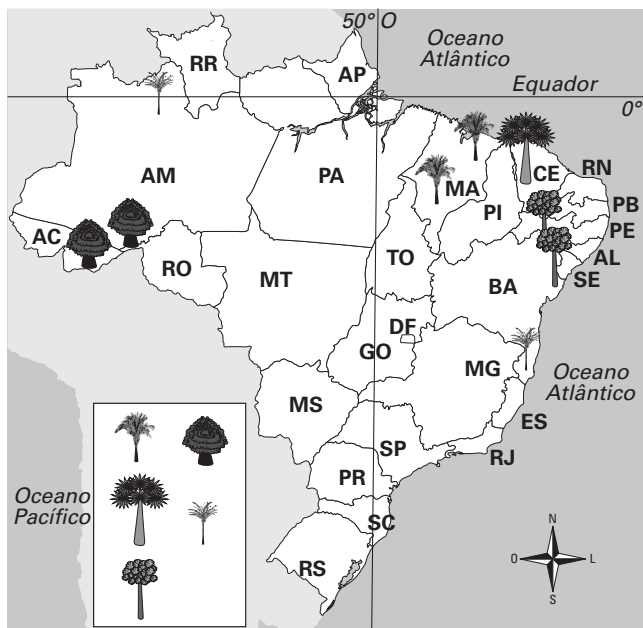 50° O
Oceano
Atlântico
RR
AP
Equador
0°
AM
PA
MA
CE
RN
PB
PI
PE
AC
AL
TO
SE
RO
MT
BA
DF
GO
MG
Oceano
Atlântico
MS
ES
SP
RJ
PR
Oceano
Pacífico
SC
RS
N
O
L
S